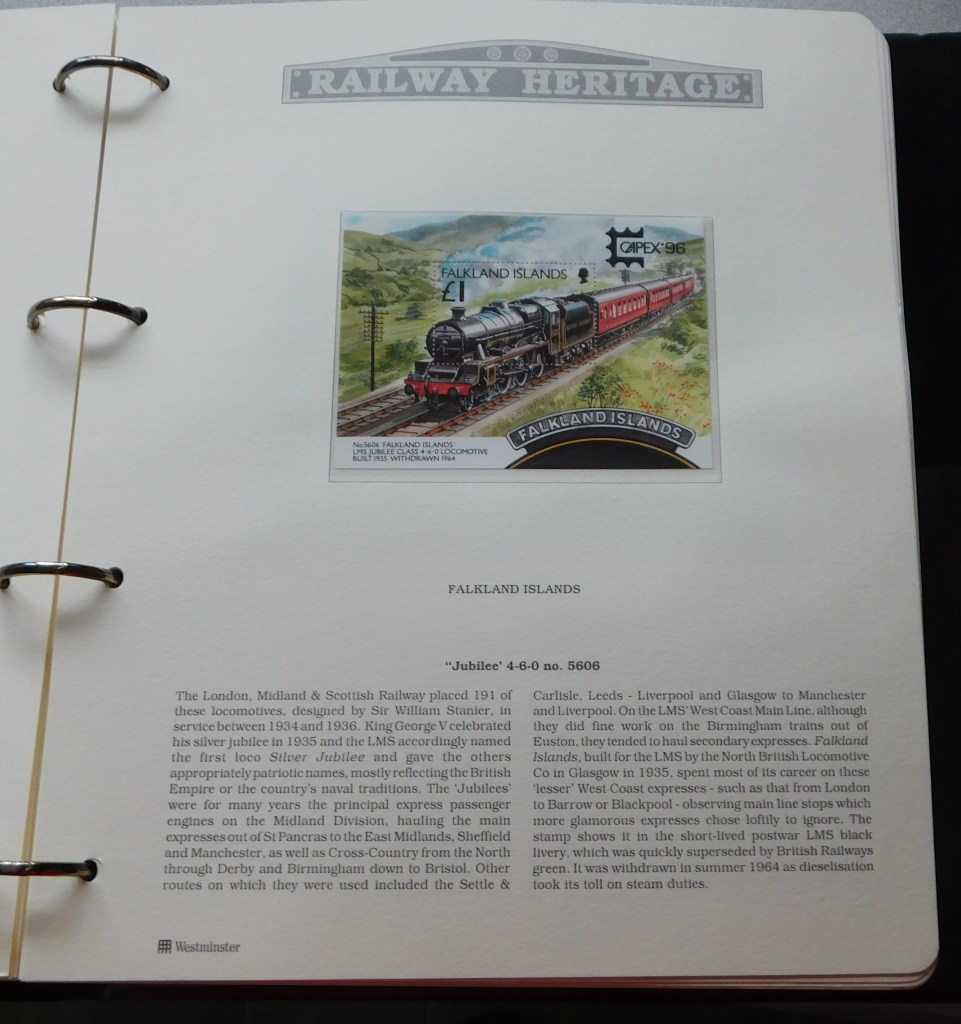 RAILWAY HERITAGE
CAPEX '96
FALKLAND ISLANDS
£1
FALKLAND ISLANDS
No 5606 'FALKLAND ISLANDS'
LMS JUBILEE CLASS 4-6-0 LOCOMOTIVE
BUILT 1935 WITHDRAWN 1964
FALKLAND ISLANDS
"Jubilee' 4-6-0 no. 5606
The London, Midland & Scottish Railway placed 191 of
these locomotives, designed by Sir William Stanier, in
service between 1934 and 1936. King George V celebrated
his silver jubilee in 1935 and the LMS accordingly named
the first loco Silver Jubilee and gave the others
appropriately patriotic names, mostly reflecting the British
Empire or the country's naval traditions. The 'Jubilees'
were for many years the principal express passenger
engines on the Midland Division, hauling the main
expresses out of St Pancras to the East Midlands, Sheffield
and Manchester, as well as Cross-Country from the North
through Derby and Birmingham down to Bristol. Other
routes on which they were used included the Settle &
Carlisle, Leeds - Liverpool and Glasgow to Manchester
and Liverpool. On the LMS' West Coast Main Line, although
they did fine work on the Birmingham trains out of
Euston, they tended to haul secondary expresses. Falkland
Islands, built for the LMS by the North British Locomotive
Co in Glasgow in 1935, spent most of its career on these
'lesser' West Coast expresses - such as that from London
to Barrow or Blackpool - observing main line stops which
more glamorous expresses chose loftily to ignore. The
stamp shows it in the short-lived postwar LMS black
livery, which was quickly superseded by British Railways
green. It was withdrawn in summer 1964 as dieselisation
took its toll on steam duties.
Westminster